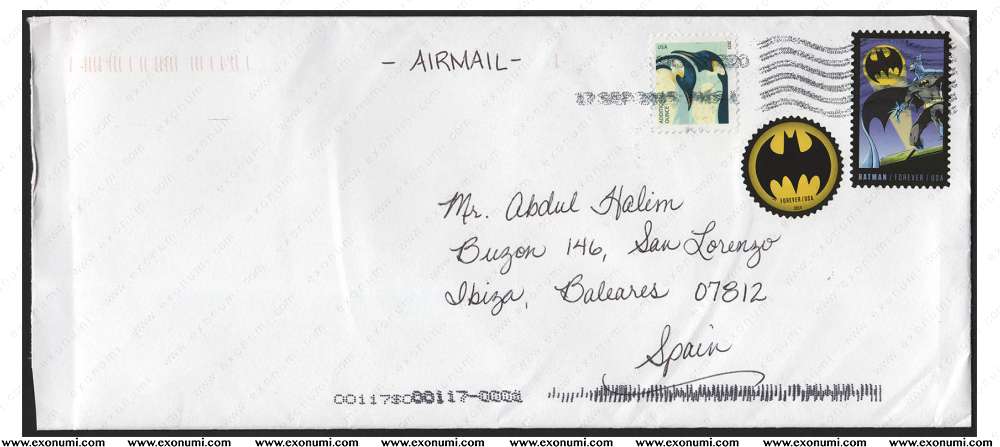 - AIRMAIL -
USA
ADDITIONAL
OUNCE
17 SEP
BATMAN / FOREVER / USA
FOREVER / USA
Mr. Abdul Halim
Buzon 146, San Lorenzo
Ibiza, Baleares 07812
Spain
www.exonumi.com www.exonumi.com www.exonumi.com www.exonumi.com www.exonumi.com www.exonumi.com www.exonumi.com www.exonumi.com